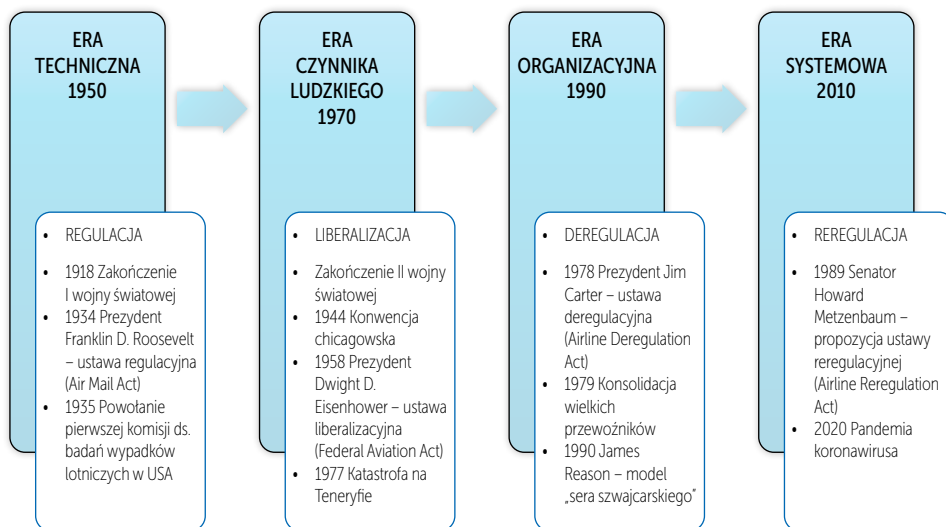 ERA
TECHNICZNA
1950
• REGULACJA
• 1918 Zakończenie
I wojny światowej
• 1934 Prezydent
Franklin D. Roosevelt
– ustawa regulacyjna
(Air Mail Act)
• 1935 Powołanie
pierwszej komisji ds.
badań wypadków
lotniczych w USA
ERA
CZYNNIKA
LUDZKIEGO
1970
• LIBERALIZACJA
• Zakończenie II wojny
światowej
• 1944 Konwencja
chicagowska
• 1958 Prezydent
Dwight D.
Eisenhower – ustawa
liberalizacyjna
(Federal Aviation Act)
• 1977 Katastrofa na
Teneryfie
ERA
ORGANIZACYJNA
1990
• DEREGULACJA
• 1978 Prezydent Jim
Carter – ustawa
deregulacyjna
(Airline Deregulation
Act)
• 1979 Konsolidacja
wielkich
przewoźników
• 1990 James
Reason – model
„sera szwajcarskiego”
ERA
SYSTEMOWA
2010
• REREGULACJA
• 1989 Senator
Howard
Metzenbaum –
propozycja ustawy
reregulacyjnej
(Airline Reregulation
Act)
• 2020 Pandemia
koronawirusa